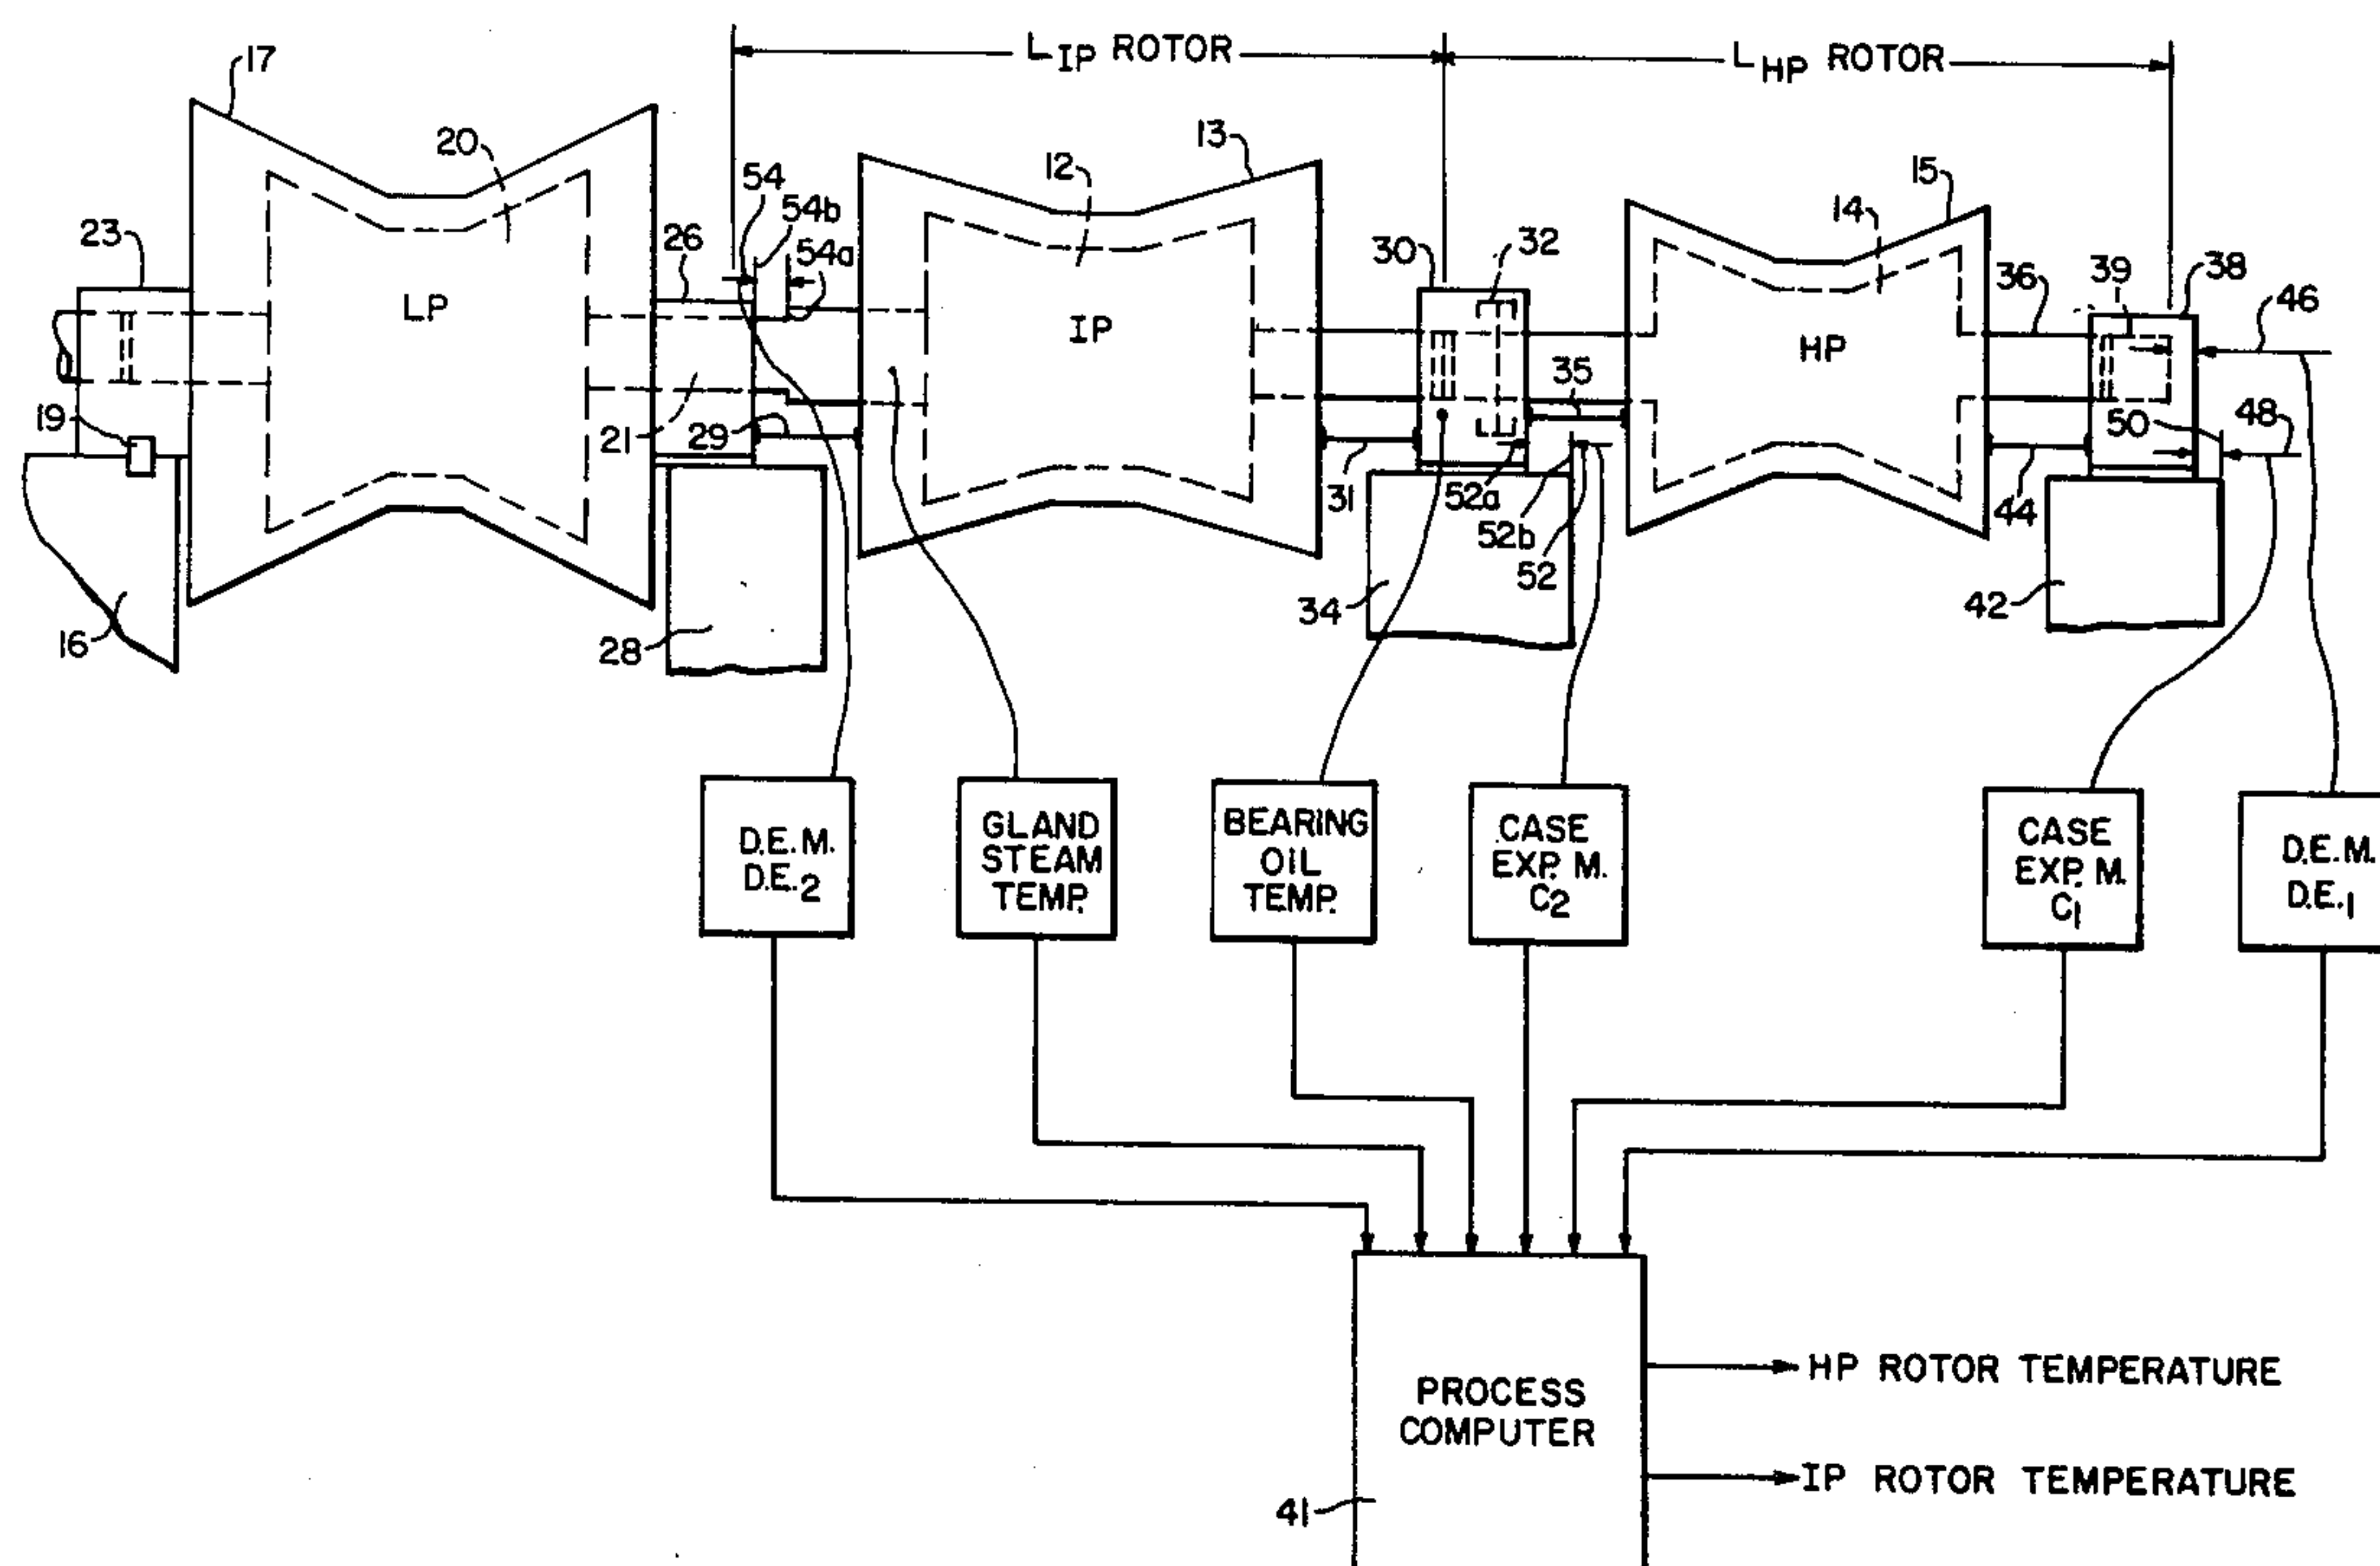 L IP ROTOR
L HP ROTOR
17
20
54
54b
54a
12
13
14
15
23
26
30
32
36
39
38
46
LP
IP
HP
19
21
29
31
35
50
48
52a
52b
52
44
16
28
34
42
D.E.M.
D.E.2
GLAND
STEAM
TEMP.
BEARING
OIL
TEMP.
CASE
EXP. M.
C2
CASE
EXP. M.
C1
D.E.M.
D.E.1
PROCESS
COMPUTER
41
HP ROTOR TEMPERATURE
IP ROTOR TEMPERATURE